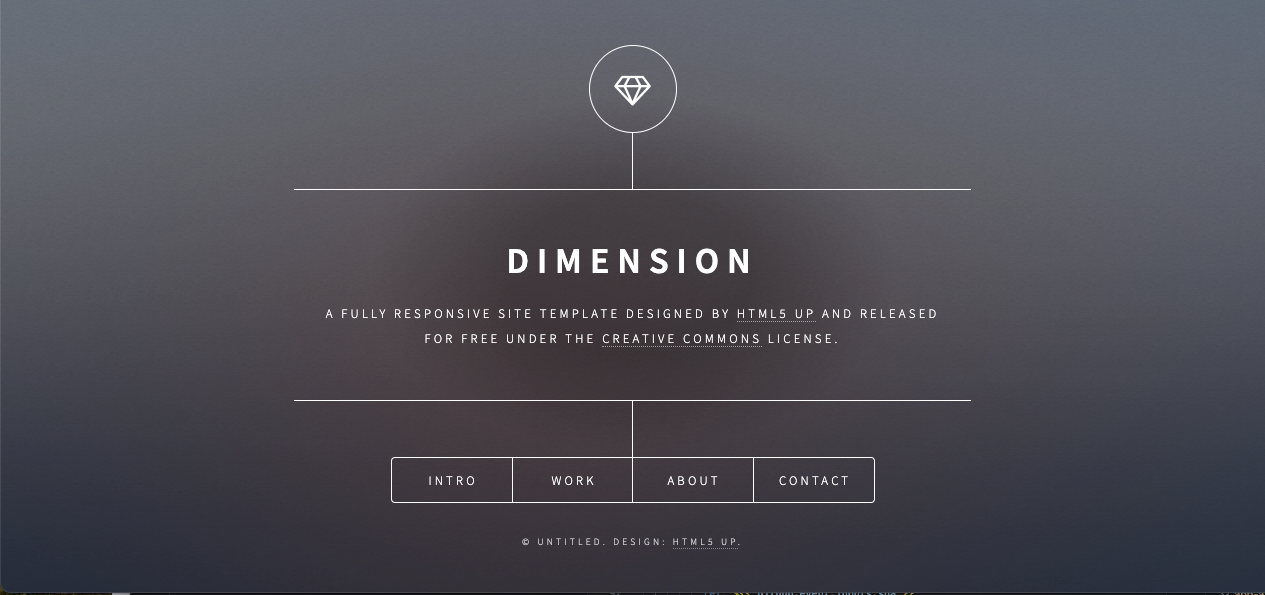 DIMENSION
A FULLY RESPONSIVE SITE TEMPLATE DESIGNED BY HTML5 UP AND RELEASED
FOR FREE UNDER THE CREATIVE COMMONS LICENSE.
INTRO WORK ABOUT CONTACT
© UNTITLED. DESIGN: HTML5 UP.